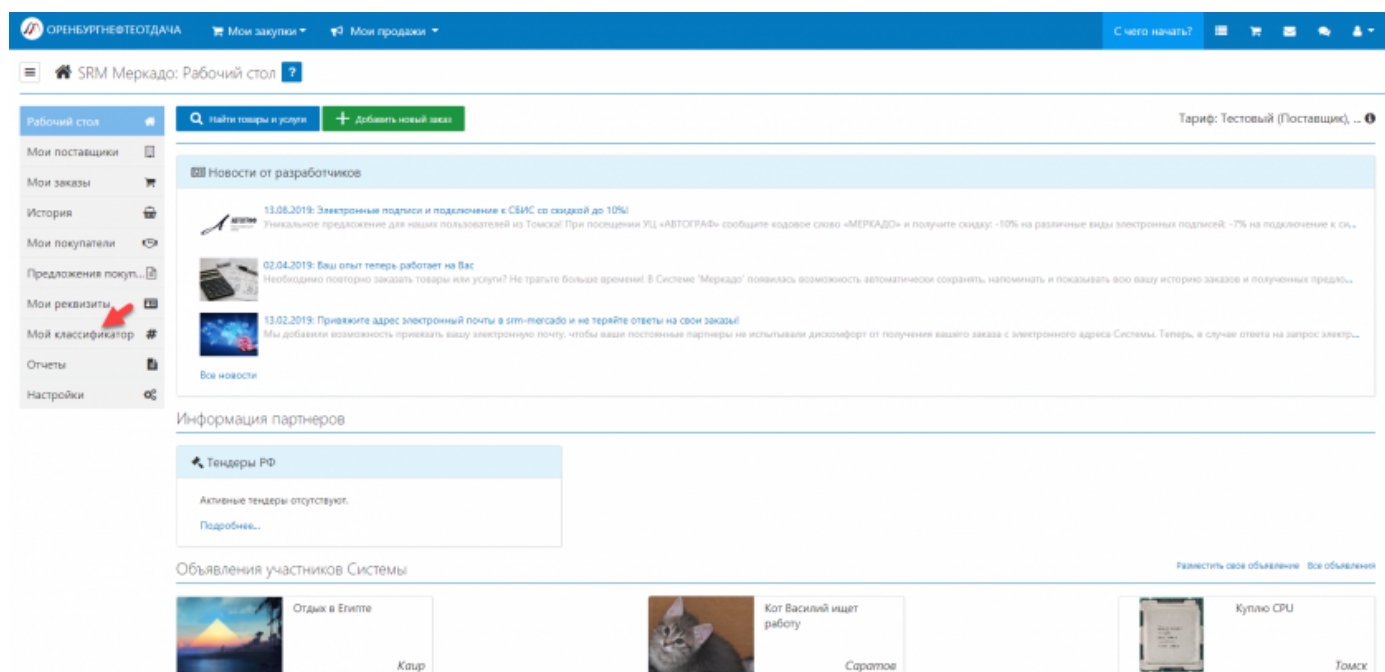 ОРЕНБУРГНЕФТЕОТДАЧА Мои закупки Мои продажи С чего начать?
SRM Меркадо: Рабочий стол ?
Рабочий стол
Мои поставщики
Мои заказы
История
Мои покупатели
Предложения покуп...
Мои реквизиты
Мой классификатор #
Отчеты
Настройки
Найти товары и услуги + Добавить новый заказ Тариф: Тестовый (Поставщик), ...
Новости от разработчиков
АВТОГРАФ
13.08.2019: Электронные подписи и подключение к СБИС со скидкой до 10%!
Уникальное предложение для наших пользователей из Томска! При посещении УЦ «АВТОГРАФ» сообщите кодовое слово «МЕРКАДО» и получите скидку: -10% на различные виды электронных подписей; -7% на подключение к си...
02.04.2019: Ваш опыт теперь работает на Вас
Необходимо повторно заказать товары или услуги? Не тратьте больше времени! В Системе 'Меркадо' появилась возможность автоматически сохранять, напоминать и показывать всю вашу историю заказов и полученных предло...
13.02.2019: Привяжите адрес электронный почты в srm-mercado и не теряйте ответы на свои заказы!
Мы добавили возможность привязать вашу электронную почту, чтобы ваши постоянные партнеры не испытывали дискомфорт от получения вашего заказа с электронного адреса Системы. Теперь, в случае ответа на запрос электр...
Все новости
Информация партнеров
Тендеры РФ
Активные тендеры отсутствуют.
Подробнее...
Объявления участников Системы Разместить свое объявление Все объявления
Отдых в Египте
Каир
Кот Василий ищет
работу
Саратов
Куплю CPU
Томск